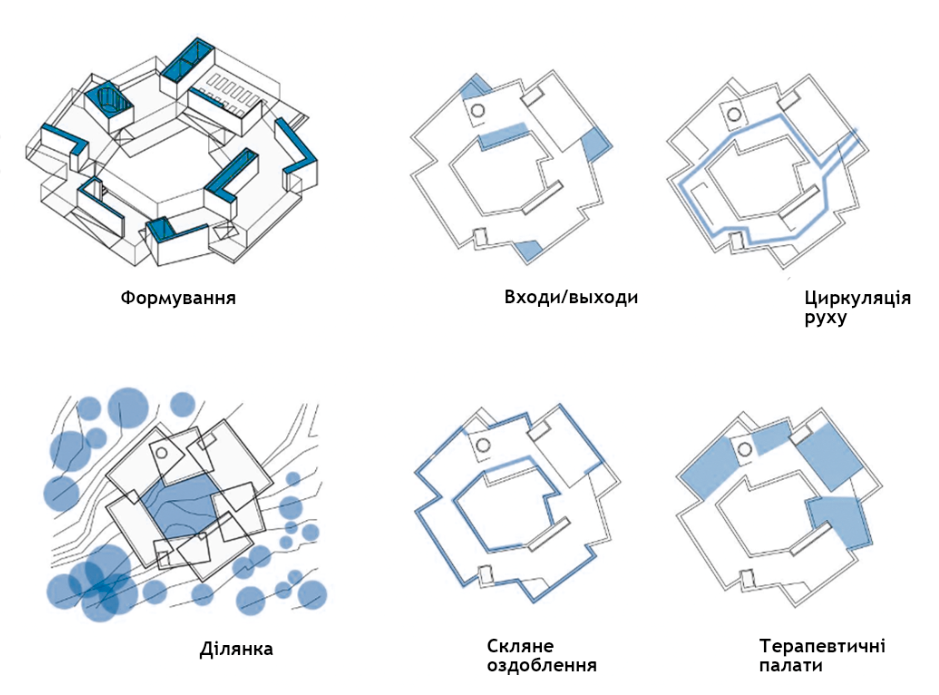 Формування
Входи/выходи
Циркуляція
руху
Ділянка
Скляне
оздоблення
Терапевтичні
палати